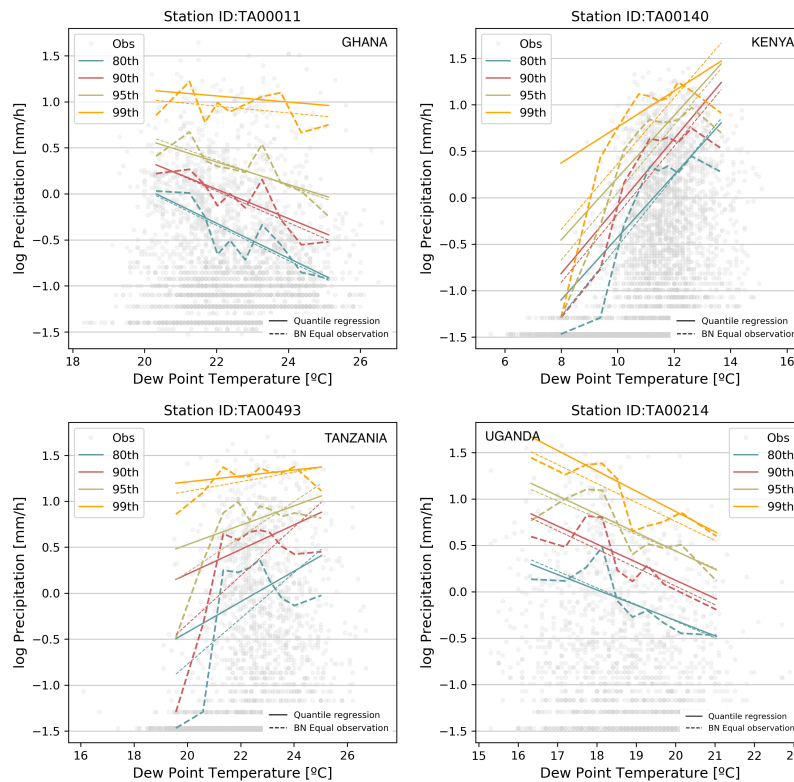 Station ID:TA00011
GHANA
Obs
80th
90th
95th
99th
1.5
1.0
0.5
0.0
−0.5
−1.0
−1.5
log Precipitation [mm/h]
Quantile regression
BN Equal observation
18 20 22 24 26
Dew Point Temperature [ºC]
Station ID:TA00140
KENYA
Obs
80th
90th
95th
99th
1.5
1.0
0.5
0.0
−0.5
−1.0
−1.5
log Precipitation [mm/h]
Quantile regression
BN Equal observation
6 8 10 12 14 16
Dew Point Temperature [ºC]
Station ID:TA00493
TANZANIA
Obs
80th
90th
95th
99th
1.5
1.0
0.5
0.0
−0.5
−1.0
−1.5
log Precipitation [mm/h]
Quantile regression
BN Equal observation
16 18 20 22 24 26
Dew Point Temperature [ºC]
Station ID:TA00214
UGANDA
Obs
80th
90th
95th
99th
1.5
1.0
0.5
0.0
−0.5
−1.0
−1.5
log Precipitation [mm/h]
Quantile regression
BN Equal observation
15 16 17 18 19 20 21 22
Dew Point Temperature [ºC]